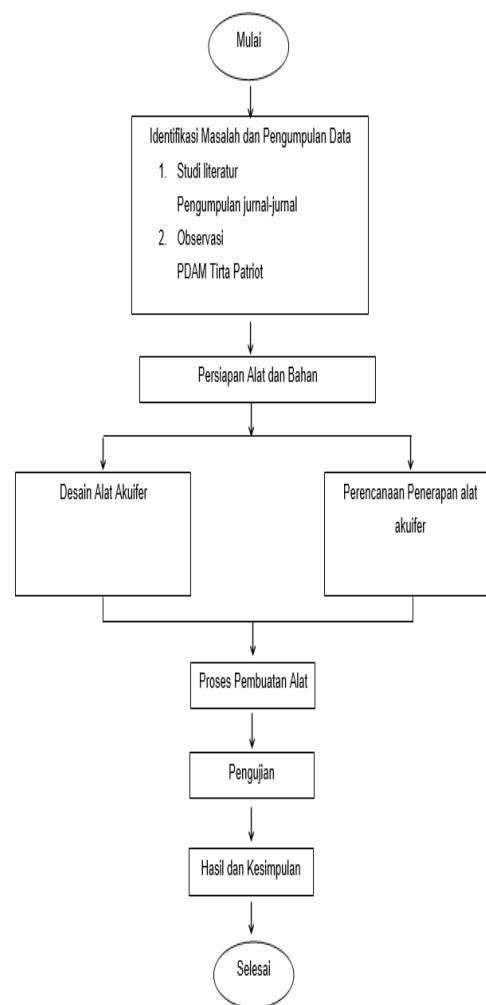 Mulai
Identifikasi Masalah dan Pengumpulan Data
1. Studi literatur
Pengumpulan jurnal-jurnal
2. Observasi
PDAM Tirta Patriot
Persiapan Alat dan Bahan
Desain Alat Akuifer
Perencanaan Penerapan alat
akuifer
Proses Pembuatan Alat
Pengujian
Hasil dan Kesimpulan
Selesai